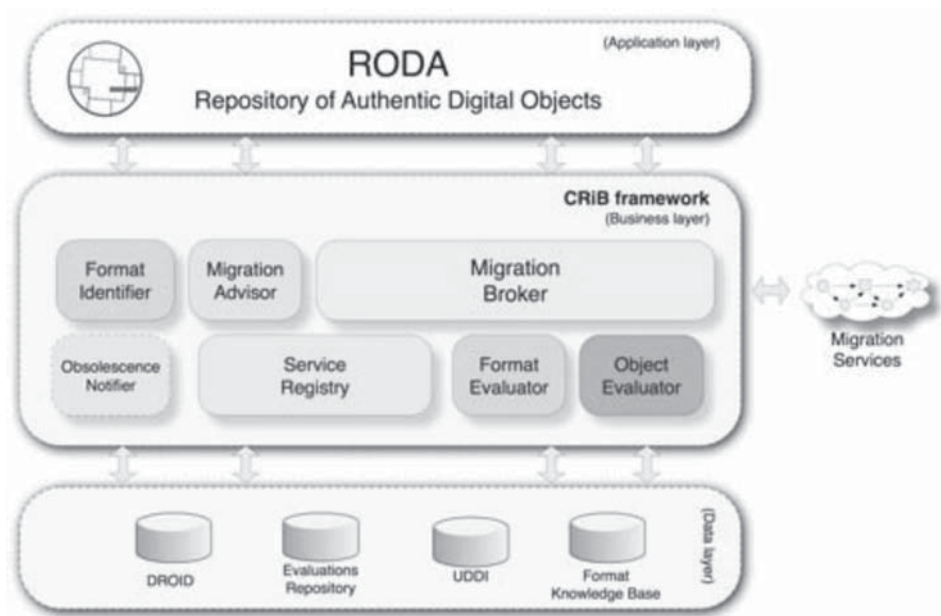 (Application layer)
RODA
Repository of Authentic Digital Objects
CRiB framework
(Business layer)
Format
Identifier
Migration
Advisor
Migration
Broker
Obsolescence
Notifier
Service
Registry
Format
Evaluator
Object
Evaluator
Migration
Services
DROID
Evaluations
Repository
UDDI
Format
Knowledge Base
(Data layer)